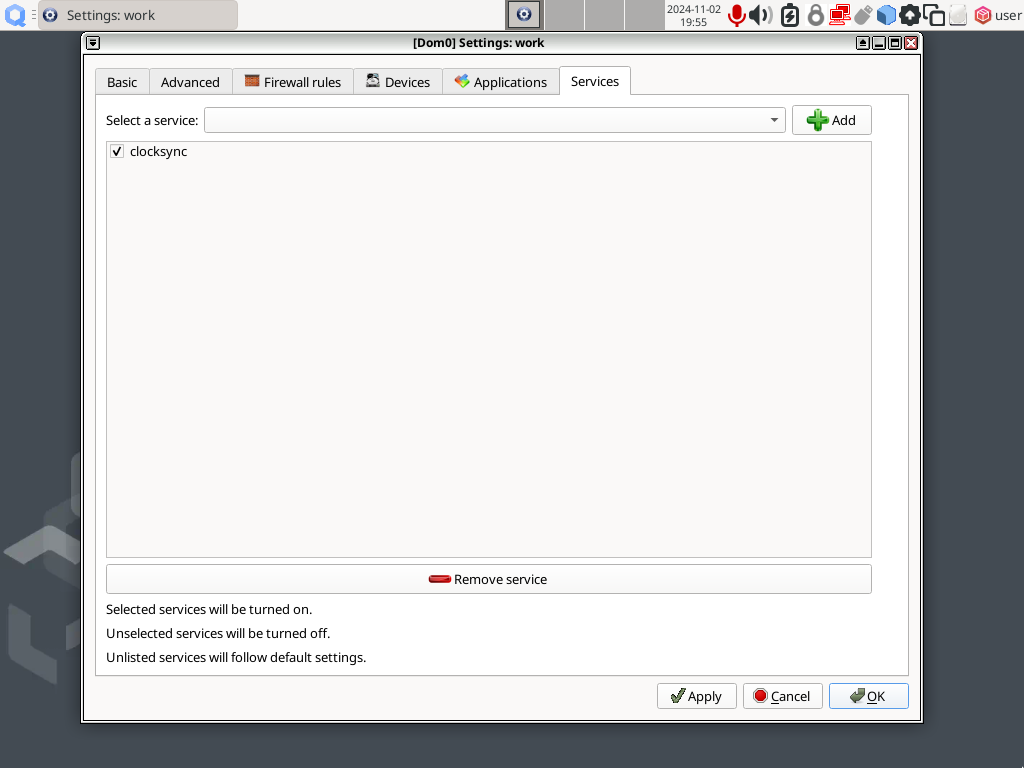 Settings: work
2024-11-02
19:55
user
[Dom0] Settings: work
Basic
Advanced
Firewall rules
Devices
Applications
Services
Select a service:
Add
clocksync
Remove service
Selected services will be turned on.
Unselected services will be turned off.
Unlisted services will follow default settings.
Apply
Cancel
OK